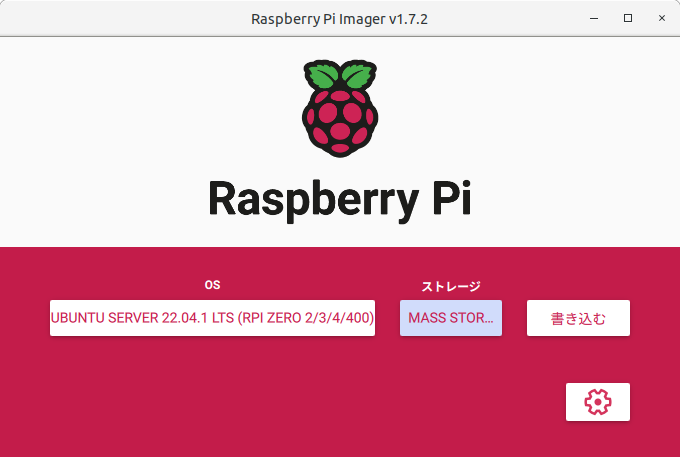 Raspberry Pi Imager v1.7.2
Raspberry Pi
OS
ストレージ
UBUNTU SERVER 22.04.1 LTS (RPI ZERO 2/3/4/400)
MASS STOR...
書き込む